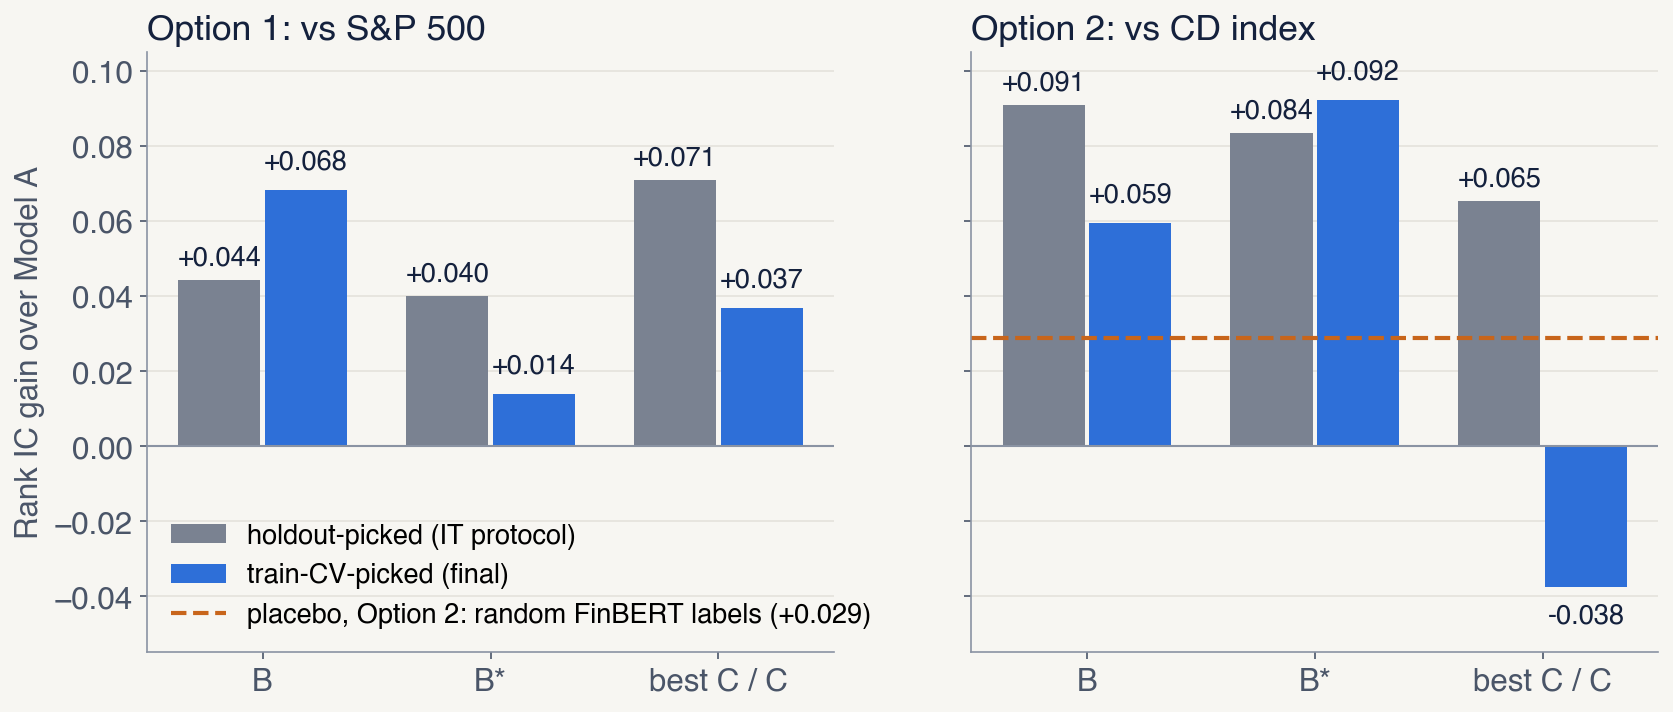 Option 1: vs S&P 500
Rank IC gain over Model A
0.10
0.08
0.06
0.04
0.02
0.00
−0.02
−0.04
+0.044
+0.068
+0.040
+0.014
+0.071
+0.037
holdout-picked (IT protocol)
train-CV-picked (final)
placebo, Option 2: random FinBERT labels (+0.029)
B
B*
best C / C
Option 2: vs CD index
+0.091
+0.059
+0.084
+0.092
+0.065
-0.038
B
B*
best C / C